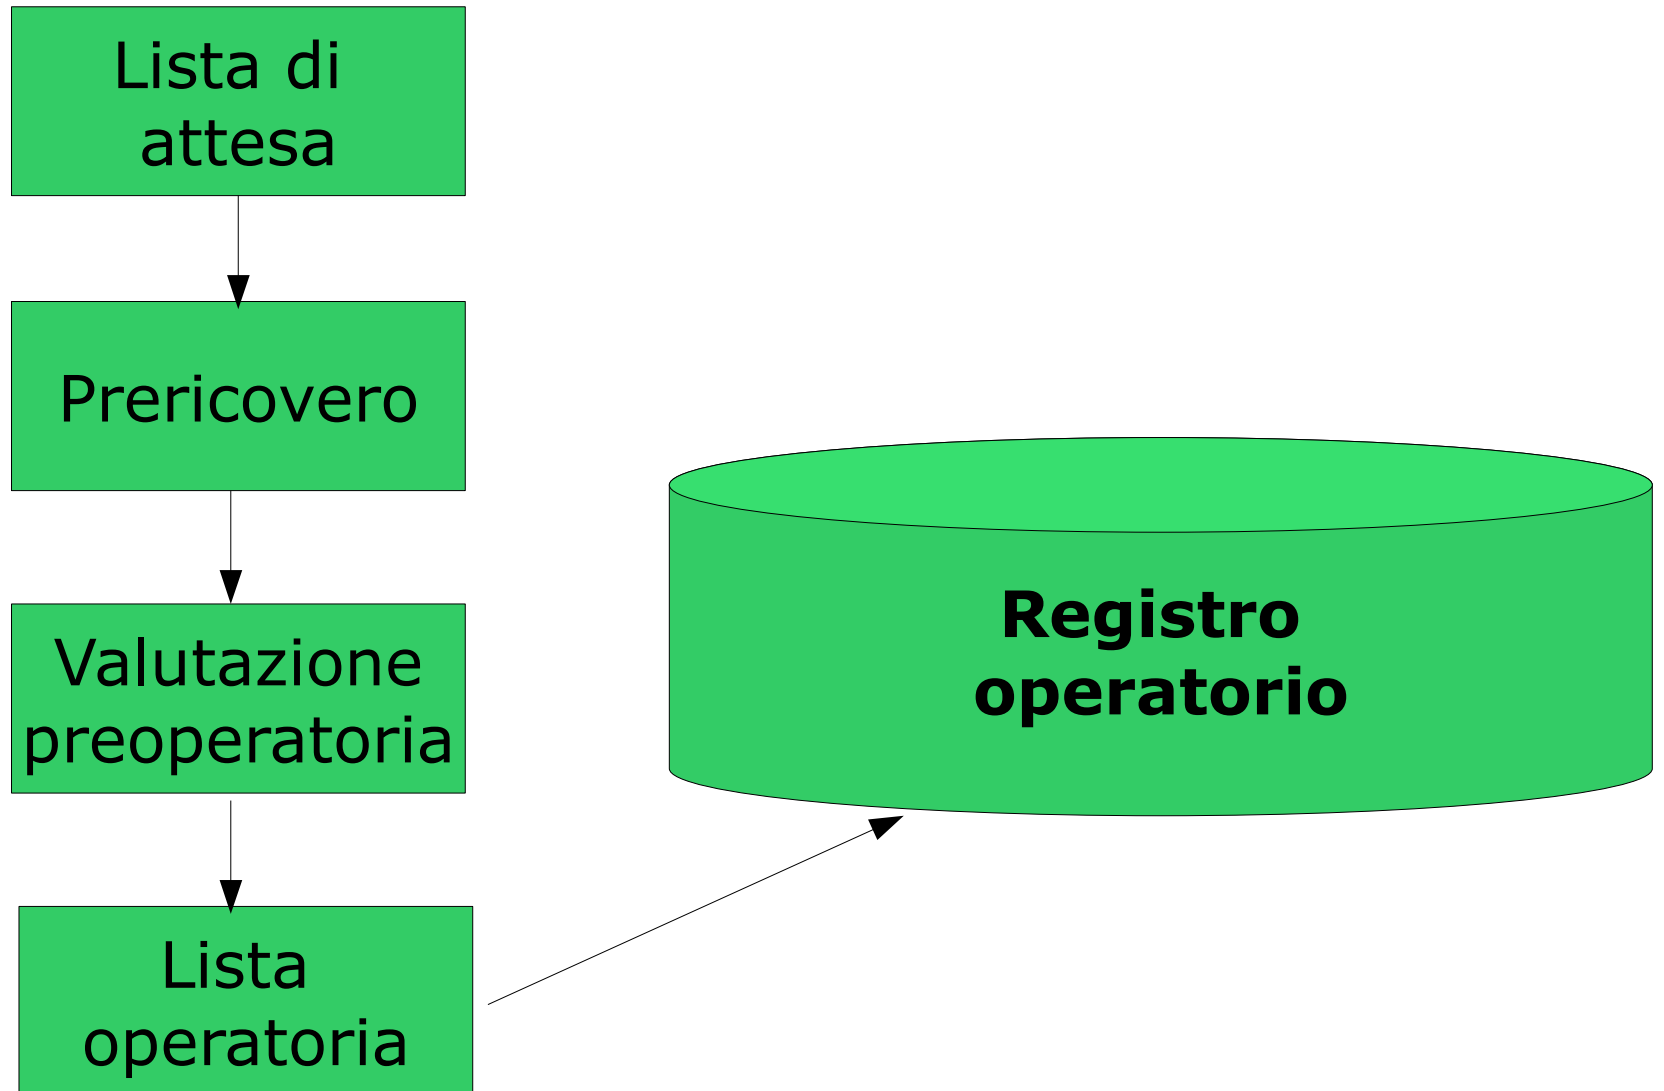 Lista di
attesa
Prericovero
Valutazione
preoperatoria
Lista
operatoria
Registro
operatorio